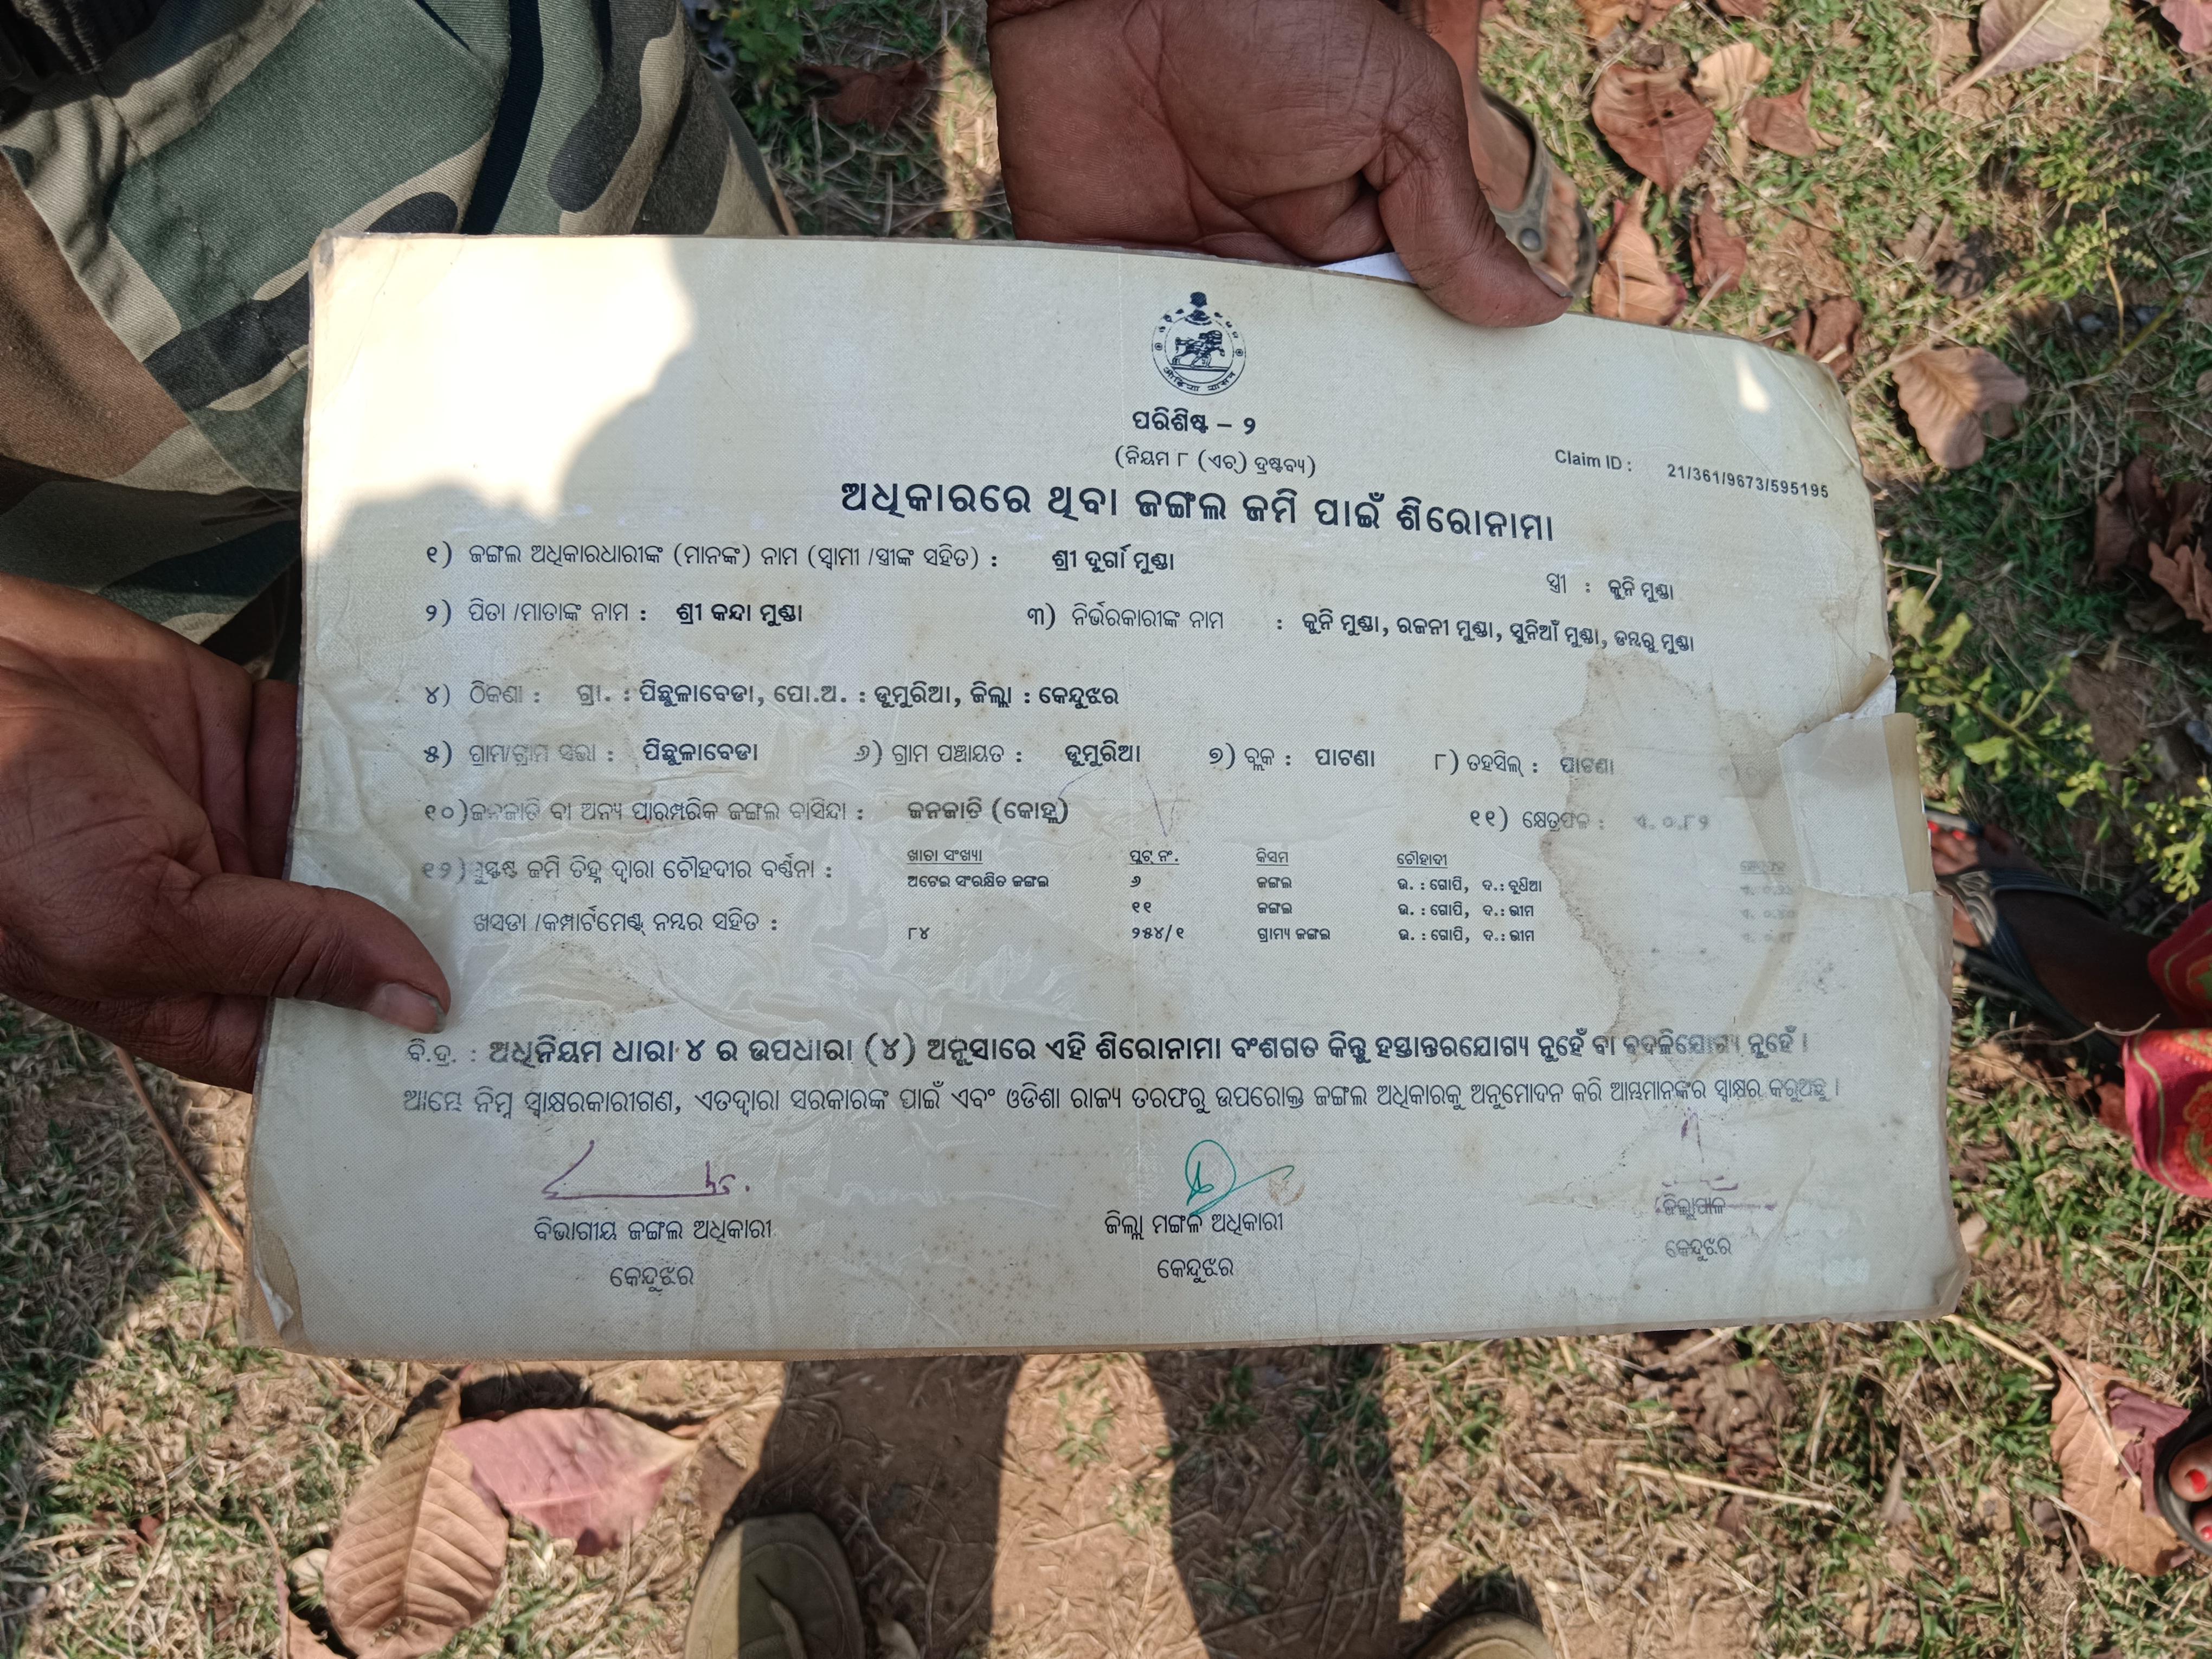 ପରିଶିଷ୍ଟ – ୨
(ନିୟମ ୮ (ଏଚ୍) ଦ୍ରଷ୍ଟବ୍ୟ)
Claim ID : 21/361/9673/595195
ଅଧିକାରରେ ଥିବା ଜଙ୍ଗଲ ଜମି ପାଇଁ ଶିରୋନାମା
୧) ଜଙ୍ଗଲ ଅଧିକାରଧାରୀଙ୍କ (ମାନଙ୍କ) ନାମ (ସ୍ୱାମୀ /ସ୍ତ୍ରୀଙ୍କ ସହିତ) : ଶ୍ରୀ ଦୁର୍ଗା ମୁଣ୍ଡା ସ୍ତ୍ରୀ : କୁନି ମୁଣ୍ଡା
୨) ପିତା /ମାତାଙ୍କ ନାମ : ଶ୍ରୀ କନ୍ଦା ମୁଣ୍ଡା ୩) ନିର୍ଭରକାରୀଙ୍କ ନାମ : କୁନି ମୁଣ୍ଡା, ରଜନୀ ମୁଣ୍ଡା, ସୁନିଆଁ ମୁଣ୍ଡା, ଡମ୍ବରୁ ମୁଣ୍ଡା
୪) ଠିକଣା : ଗ୍ରା. : ପିଛୁଳାବେଡା, ପୋ.ଅ. : ଡୁମୁରିଆ, ଜିଲ୍ଲା : କେନ୍ଦୁଝର
୫) ଗ୍ରାମ/ଗ୍ରାମ ସଭା : ପିଛୁଳାବେଡା ୬) ଗ୍ରାମ ପଞ୍ଚାୟତ : ଡୁମୁରିଆ ୭) ବ୍ଲକ : ପାଟଣା ୮) ତହସିଲ୍ : ପାଟଣା
୧୦) ଜନଜାତି ବା ଅନ୍ୟ ପାରମ୍ପରିକ ଜଙ୍ଗଲ ବାସିନ୍ଦା : ଜନଜାତି (କୋହ୍ଲ) ୧୧) କ୍ଷେତ୍ରଫଳ : ଏ. ୦.୮୨
୧୨) ସୁସ୍ପଷ୍ଟ ଜମି ଚିହ୍ନ ଦ୍ୱାରା ଚୌହଦୀର ବର୍ଣ୍ଣନା : ଖାତା ସଂଖ୍ୟା ପ୍ଲଟ୍ ନଂ. କିସମ ଚୌହାଦୀ
ଅଟେଇ ସଂରକ୍ଷିତ ଜଙ୍ଗଲ ୬ ଜଙ୍ଗଲ ଉ. : ଗୋପି, ଦ.: ବୁଧିଆ
୧୧ ଜଙ୍ଗଲ ଉ. : ଗୋପି, ଦ.: ଭୀମ
ଖସଡା /କମ୍ପାର୍ଟମେଣ୍ଟ୍ ନମ୍ବର ସହିତ : ୮୪ ୨୫୪/୧ ଗ୍ରାମ୍ୟ ଜଙ୍ଗଲ ଉ. : ଗୋପି, ଦ.: ଭୀମ
ବି.ଦ୍ର. : ଅଧିନିୟମ ଧାରା ୪ ର ଉପଧାରା (୪) ଅନୁସାରେ ଏହି ଶିରୋନାମା ବଂଶଗତ କିନ୍ତୁ ହସ୍ତାନ୍ତରଯୋଗ୍ୟ ନୁହେଁ ବା ବଦଳିଯୋଗ୍ୟ ନୁହେଁ ।
ଆମ୍ଭେ ନିମ୍ନ ସ୍ୱାକ୍ଷରକାରୀଗଣ, ଏତଦ୍ୱାରା ସରକାରଙ୍କ ପାଇଁ ଏବଂ ଓଡିଶା ରାଜ୍ୟ ତରଫରୁ ଉପରୋକ୍ତ ଜଙ୍ଗଲ ଅଧିକାରକୁ ଅନୁମୋଦନ କରି ଆମ୍ଭମାନଙ୍କର ସ୍ୱାକ୍ଷର କରୁଅଛୁ ।
ବିଭାଗୀୟ ଜଙ୍ଗଲ ଅଧିକାରୀ ଜିଲ୍ଲା ମଙ୍ଗଳ ଅଧିକାରୀ ଜିଲ୍ଲାପାଳ
କେନ୍ଦୁଝର କେନ୍ଦୁଝର କେନ୍ଦୁଝର